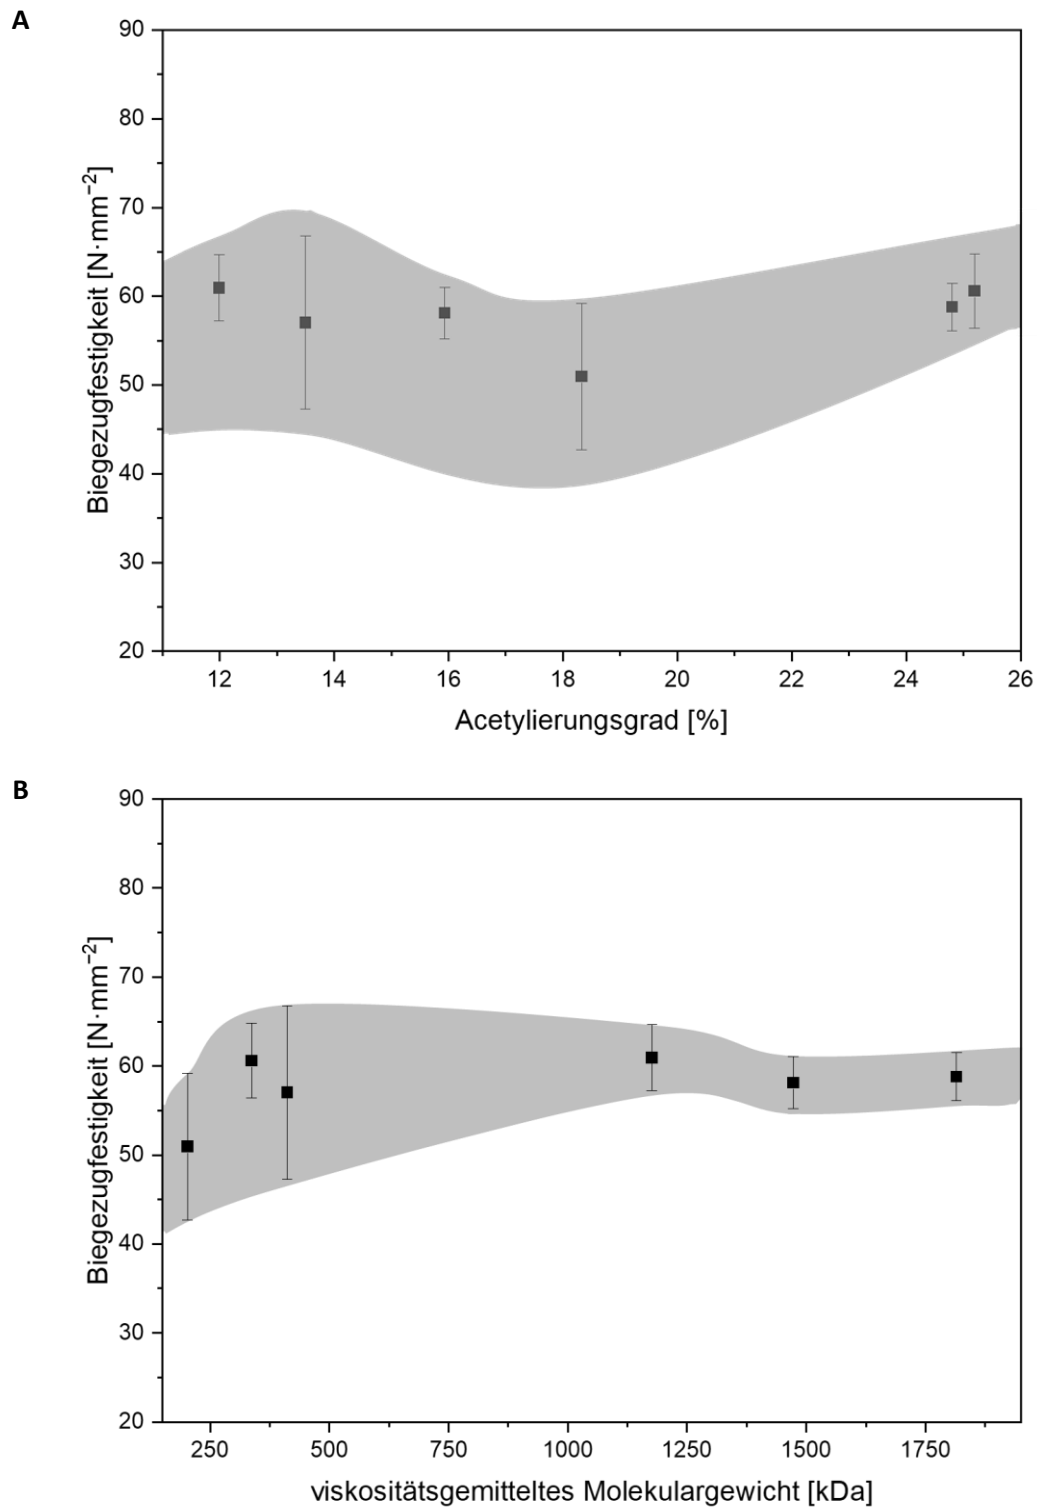 A
90
80
70
60
50
40
30
20
Biegezugfestigkeit [N·mm⁻²]
12 14 16 18 20 22 24 26
Acetylierungsgrad [%]
B
90
80
70
60
50
40
30
20
Biegezugfestigkeit [N·mm⁻²]
250 500 750 1000 1250 1500 1750
viskositätsgemitteltes Molekulargewicht [kDa]